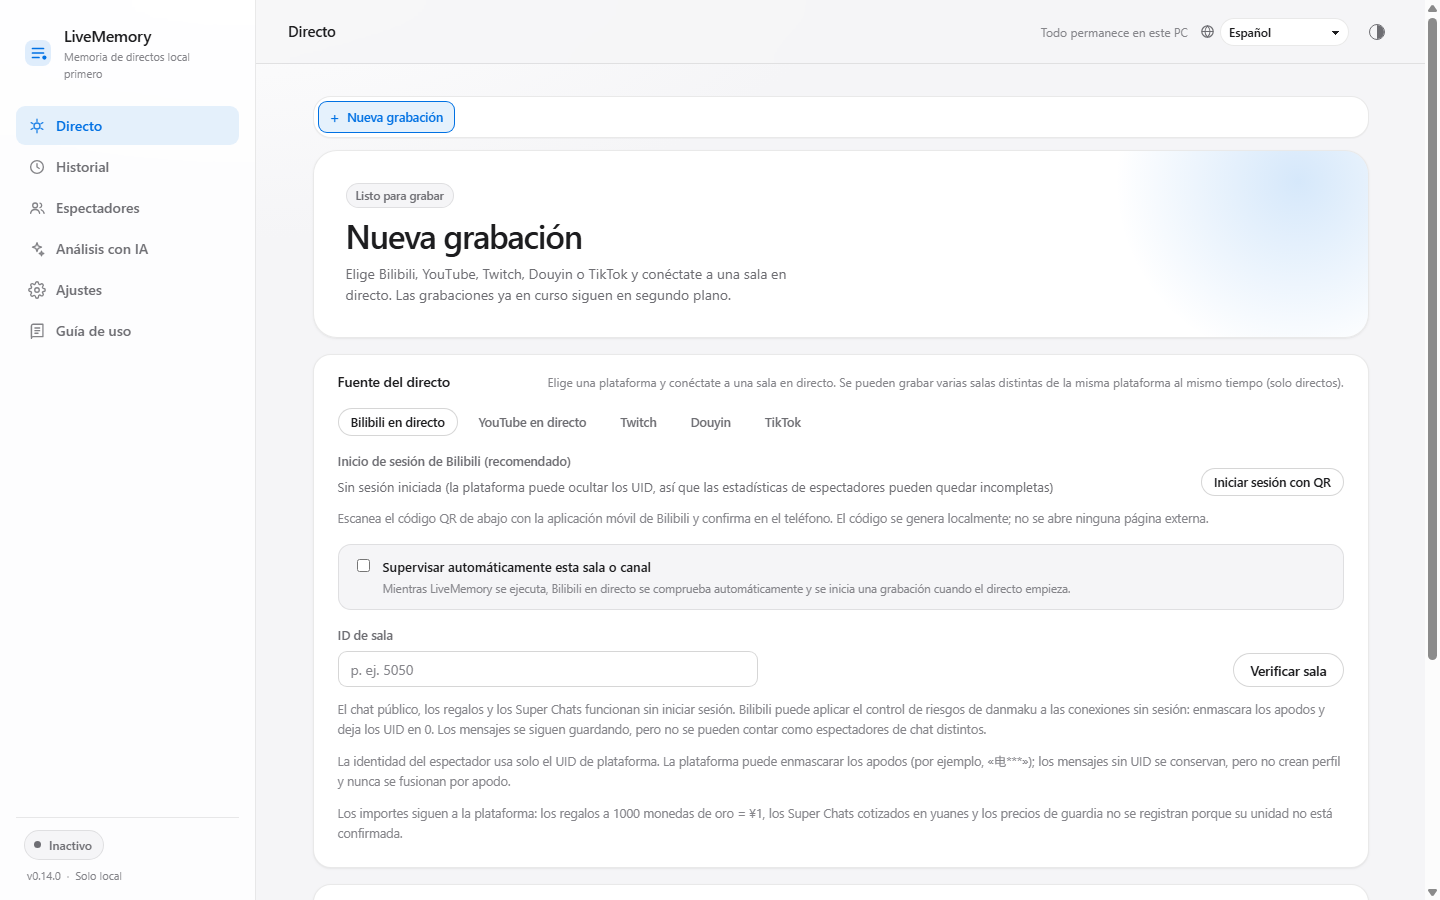 LiveMemory
Memoria de directos local
primero
Directo
Historial
Espectadores
Análisis con IA
Ajustes
Guía de uso
Inactivo
v0.14.0 · Solo local
Directo
Todo permanece en este PC
Español
+ Nueva grabación
Listo para grabar
Nueva grabación
Elige Bilibili, YouTube, Twitch, Douyin o TikTok y conéctate a una sala en
directo. Las grabaciones ya en curso siguen en segundo plano.
Fuente del directo
Elige una plataforma y conéctate a una sala en directo. Se pueden grabar varias salas distintas de la misma plataforma al mismo tiempo (solo directos).
Bilibili en directo
YouTube en directo
Twitch
Douyin
TikTok
Inicio de sesión de Bilibili (recomendado)
Sin sesión iniciada (la plataforma puede ocultar los UID, así que las estadísticas de espectadores pueden quedar incompletas)
Iniciar sesión con QR
Escanea el código QR de abajo con la aplicación móvil de Bilibili y confirma en el teléfono. El código se genera localmente; no se abre ninguna página externa.
Supervisar automáticamente esta sala o canal
Mientras LiveMemory se ejecuta, Bilibili en directo se comprueba automáticamente y se inicia una grabación cuando el directo empieza.
ID de sala
p. ej. 5050
Verificar sala
El chat público, los regalos y los Super Chats funcionan sin iniciar sesión. Bilibili puede aplicar el control de riesgos de danmaku a las conexiones sin sesión: enmascara los apodos y
deja los UID en 0. Los mensajes se siguen guardando, pero no se pueden contar como espectadores de chat distintos.
La identidad del espectador usa solo el UID de plataforma. La plataforma puede enmascarar los apodos (por ejemplo, «电***»); los mensajes sin UID se conservan, pero no crean perfil
y nunca se fusionan por apodo.
Los importes siguen a la plataforma: los regalos a 1000 monedas de oro = ¥1, los Super Chats cotizados en yuanes y los precios de guardia no se registran porque su unidad no está
confirmada.